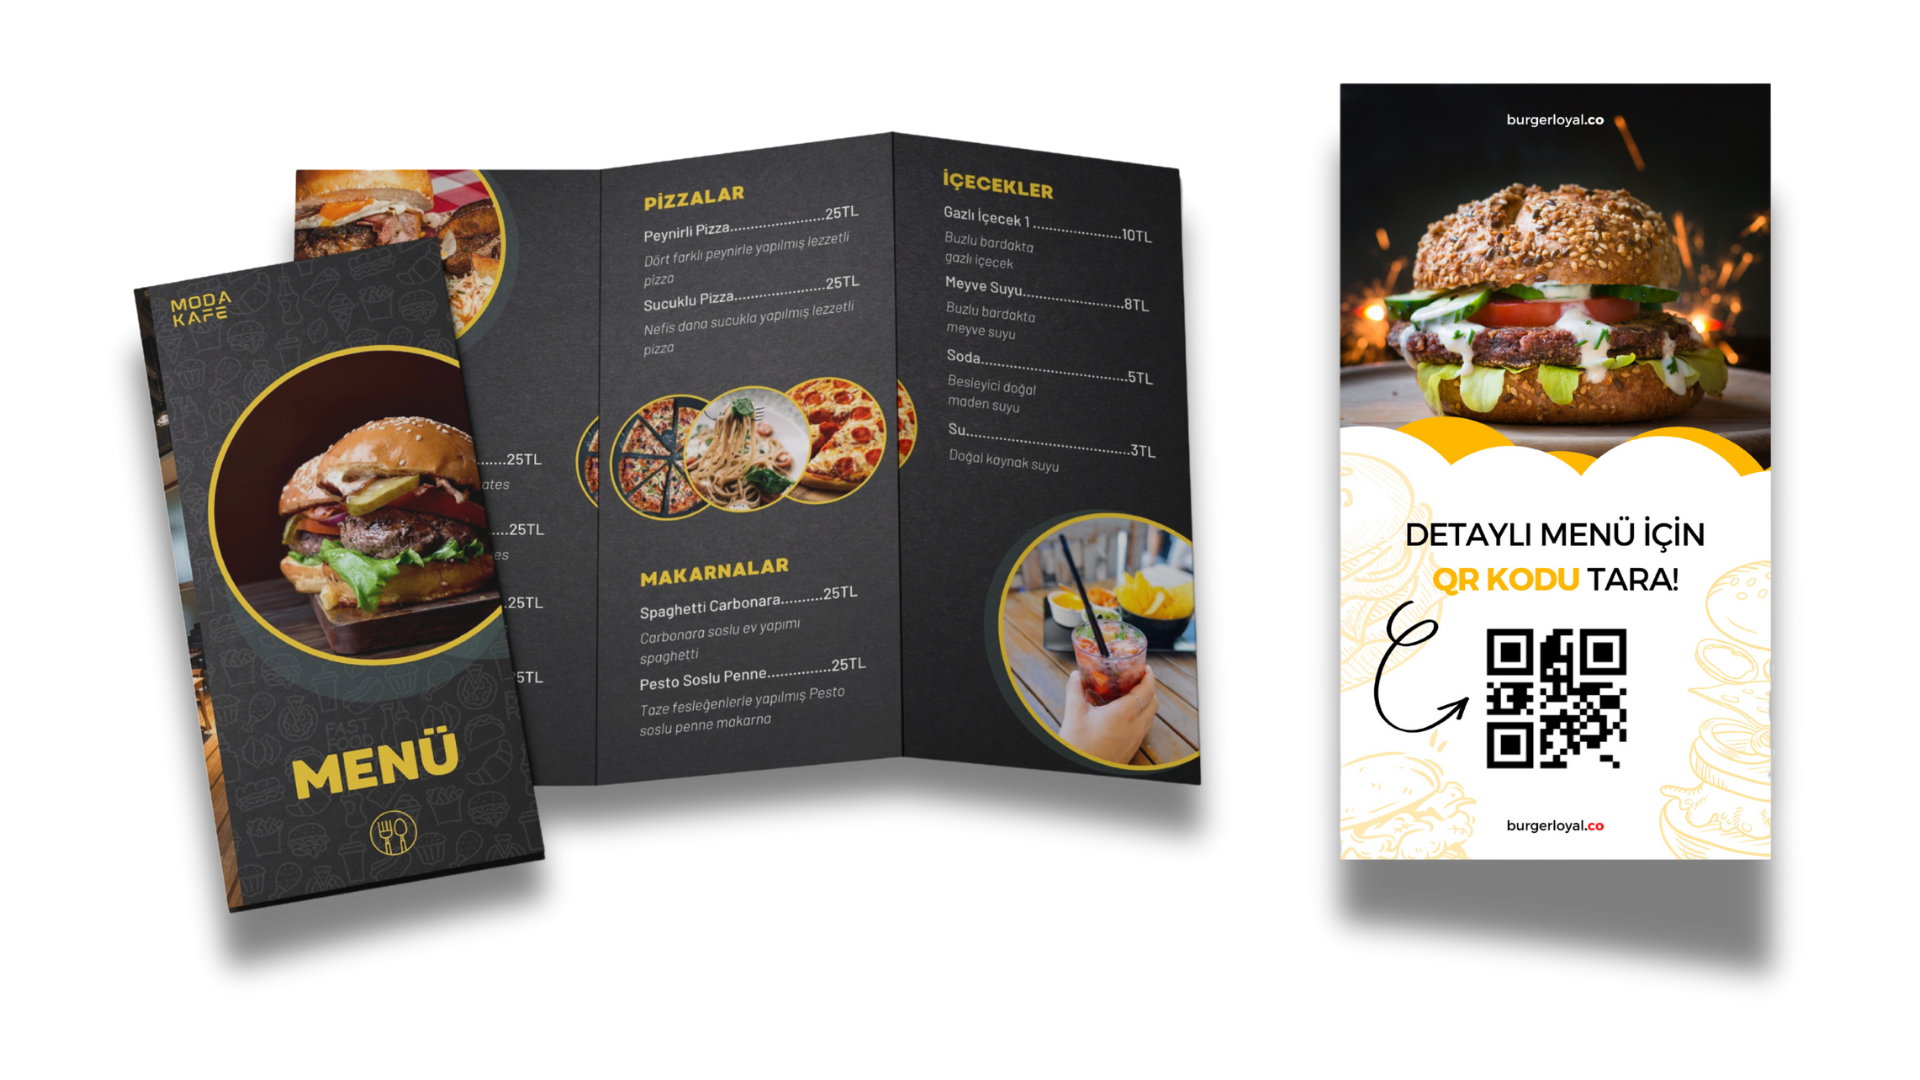 MODA
KAFE
MENÜ
.......25TL
.....25TL
.25TL
5TL
PİZZALAR
Peynirli Pizza......................25TL
Dört farklı peynirle yapılmış lezzetli
pizza
Sucuklu Pizza......................25TL
Nefis dana sucukla yapılmış lezzetli
pizza
MAKARNALAR
Spaghetti Carbonara.........25TL
Carbonara soslu ev yapımı
spaghetti
Pesto Soslu Penne.............25TL
Taze fesleğenlerle yapılmış Pesto
soslu penne makarna
İÇECEKLER
Gazlı İçecek 1....................10TL
Buzlu bardakta
gazlı içecek
Meyve Suyu......................8TL
Buzlu bardakta
meyve suyu
Soda................................5TL
Besleyici doğal
maden suyu
Su....................................3TL
Doğal kaynak suyu
burgerloyal.co
DETAYLI MENÜ İÇİN
QR KODU TARA!
burgerloyal.co